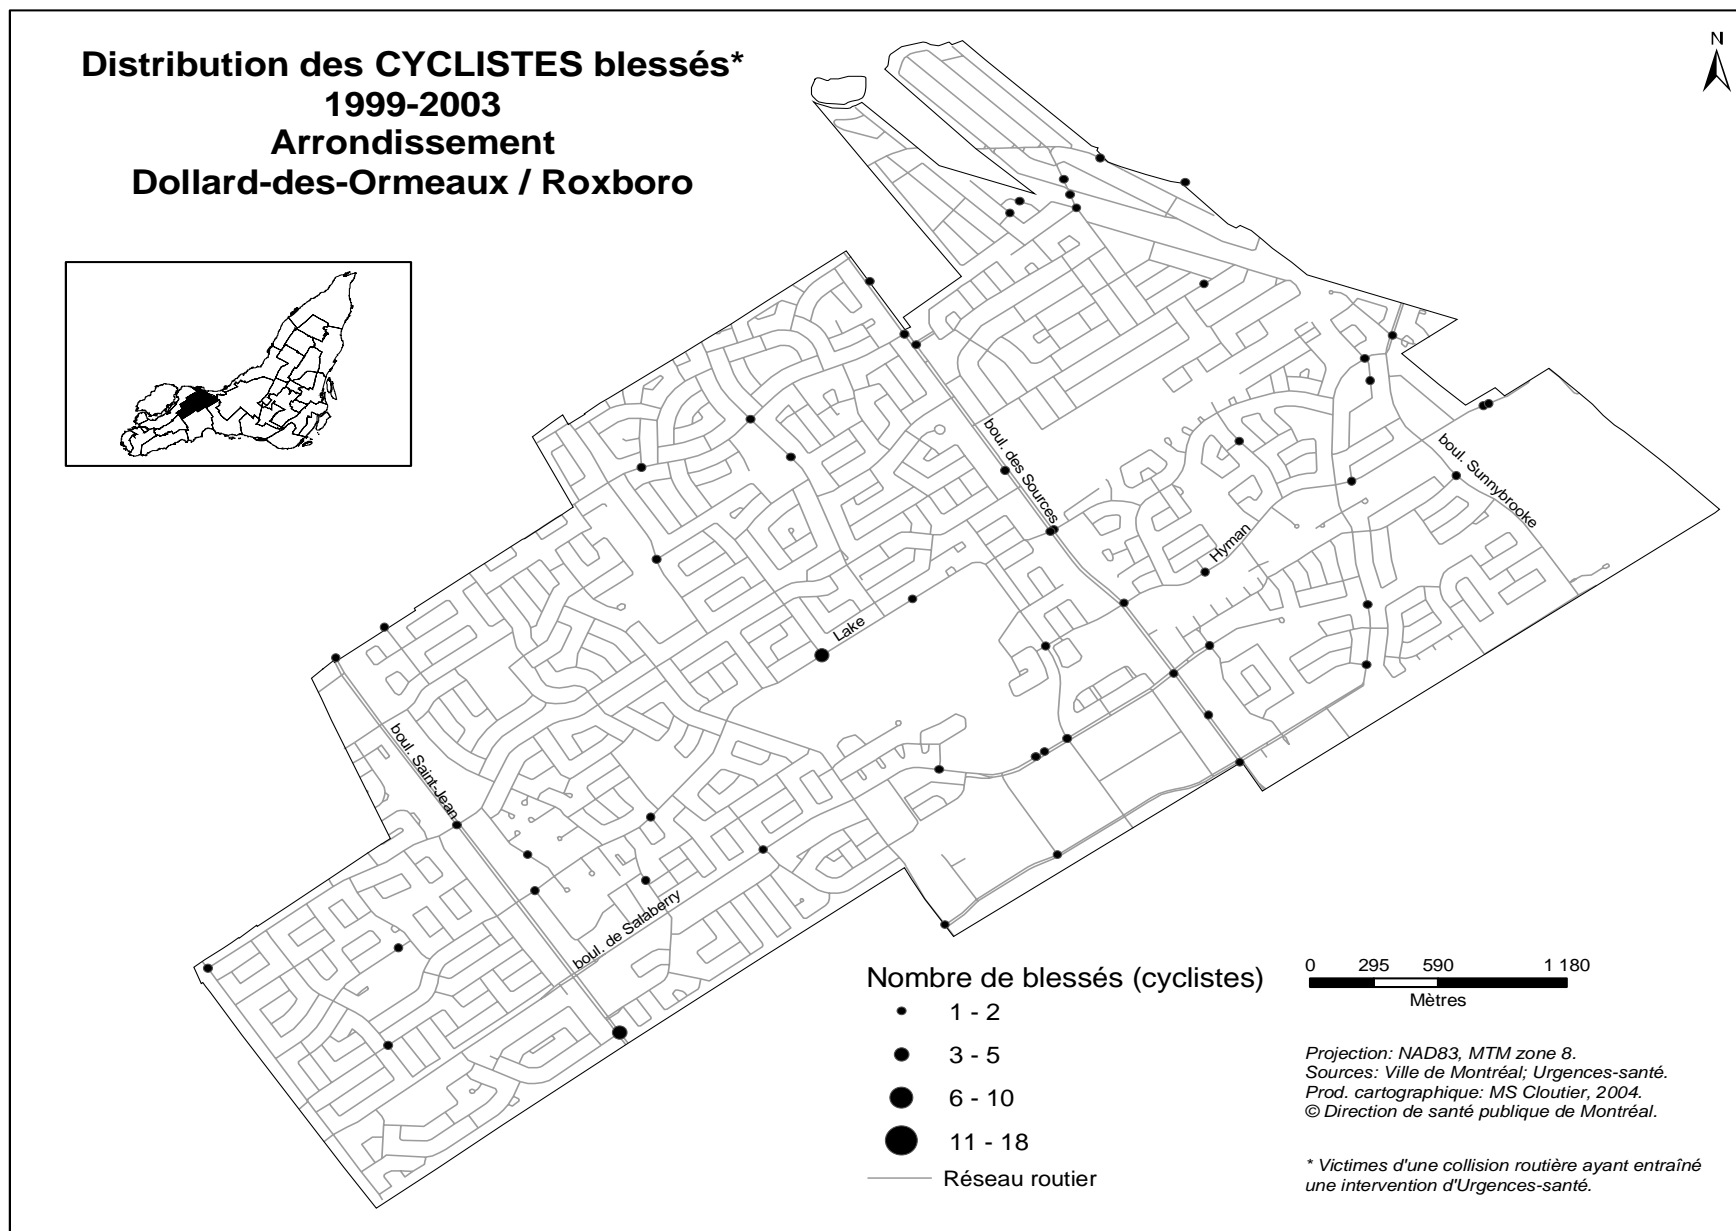 Distribution des CYCLISTES blessés*
1999-2003
Arrondissement
Dollard-des-Ormeaux / Roxboro
N
boul. des Sources
boul. Sunnybrooke
Hyman
Lake
boul. Saint-Jean
boul. de Salaberry
Nombre de blessés (cyclistes)
1 - 2
3 - 5
6 - 10
11 - 18
Réseau routier
0 295 590 1 180
Mètres
Projection: NAD83, MTM zone 8.
Sources: Ville de Montréal; Urgences-santé.
Prod. cartographique: MS Cloutier, 2004.
© Direction de santé publique de Montréal.
* Victimes d'une collision routière ayant entraîné
une intervention d'Urgences-santé.